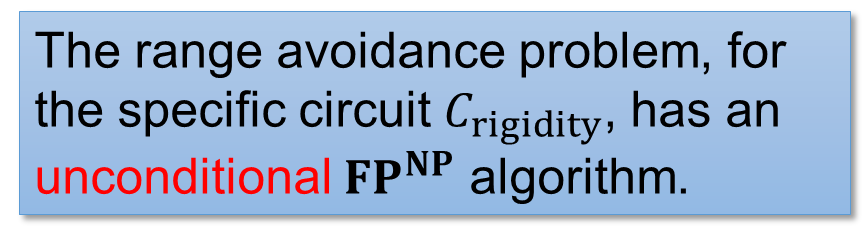 The range avoidance problem, for
the specific circuit C_rigidity, has an
unconditional FP^NP algorithm.